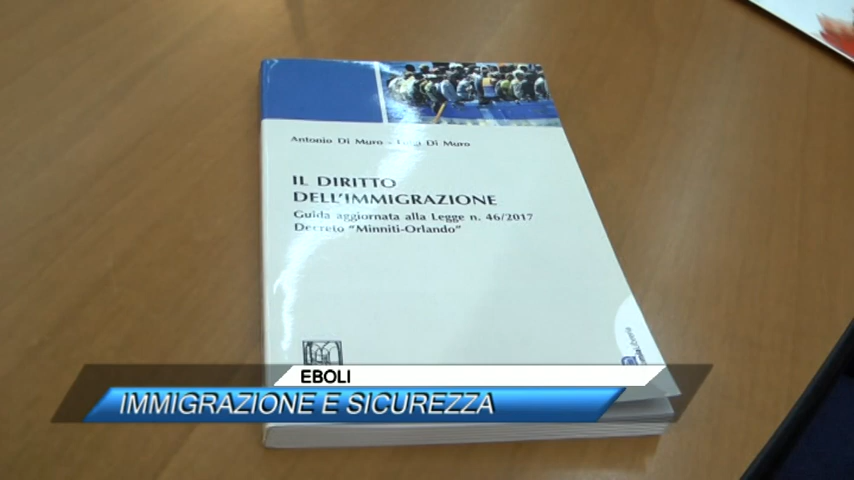 Antonio Di Muro - Di Muro
IL DIRITTO
DELL'IMMIGRAZIONE
Guida aggiornata alla Legge n. 46/2017
Decreto "Minniti-Orlando"
EBOLI
IMMIGRAZIONE E SICUREZZA